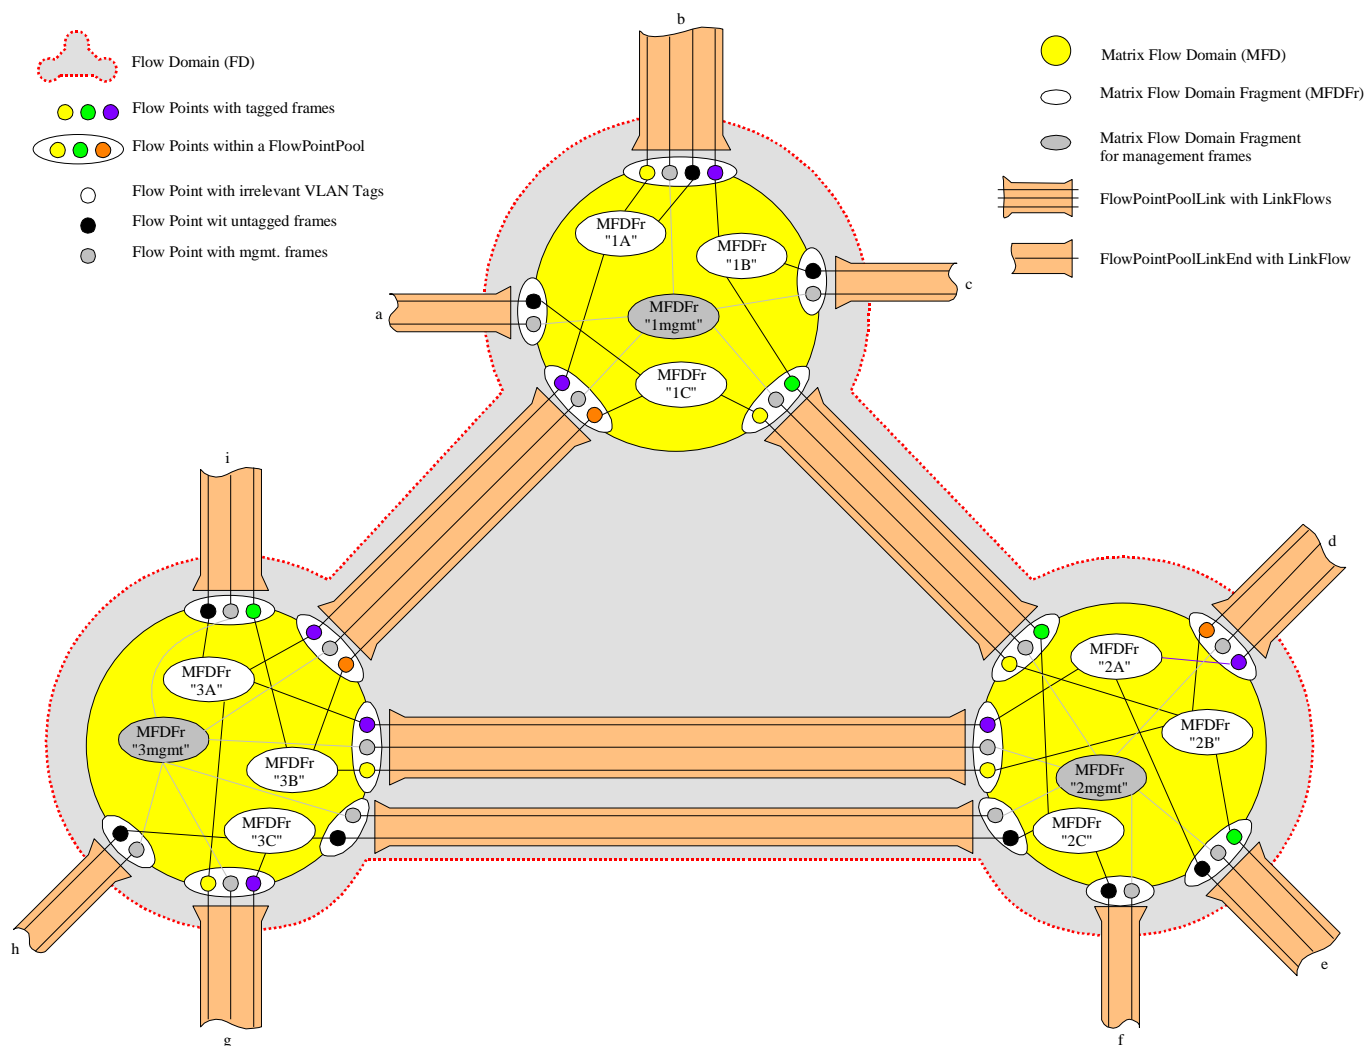 b
Flow Domain (FD)
Flow Points with tagged frames
Flow Points within a FlowPointPool
Flow Point with irrelevant VLAN Tags
Flow Point wit untagged frames
Flow Point with mgmt. frames
Matrix Flow Domain (MFD)
Matrix Flow Domain Fragment (MFDFr)
Matrix Flow Domain Fragment
for management frames
FlowPointPoolLink with LinkFlows
FlowPointPoolLinkEnd with LinkFlow
MFDFr
"1A"
MFDFr
"1B"
c
a
MFDFr
"1mgmt"
MFDFr
"1C"
i
d
MFDFr
"3A"
MFDFr
"2A"
MFDFr
"3mgmt"
MFDFr
"2B"
MFDFr
"3B"
MFDFr
"2mgmt"
MFDFr
"3C"
MFDFr
"2C"
h
e
g
f